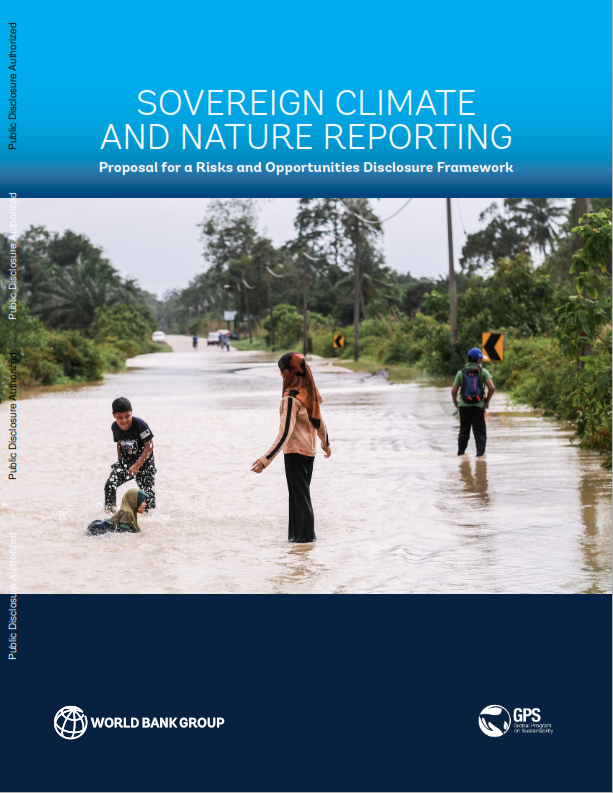 SOVEREIGN CLIMATE
AND NATURE REPORTING
Proposal for a Risks and Opportunities Disclosure Framework
Public Disclosure Authorized
Public Disclosure Authorized
Public Disclosure Authorized
Public Disclosure Authorized
WORLD BANK GROUP
GPS
Global Program
on Sustainability